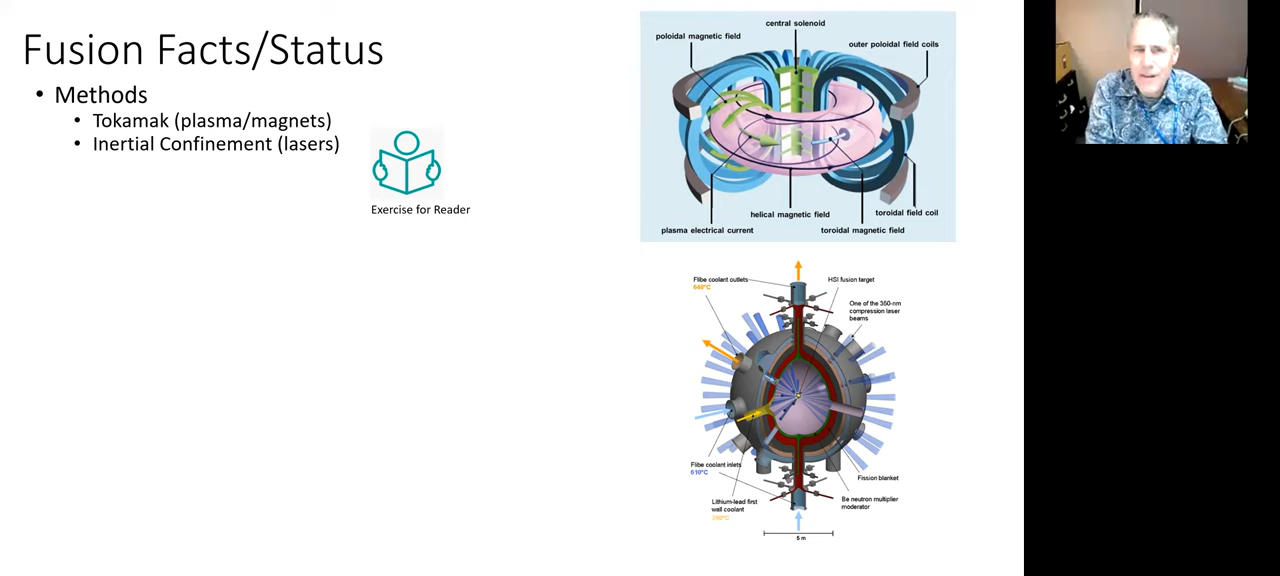 Fusion Facts/Status
• Methods
• Tokamak (plasma/magnets)
• Inertial Confinement (lasers)
Exercise for Reader
central solenoid
poloidal magnetic field
outer poloidal field coils
helical magnetic field
toroidal field coil
plasma electrical current
toroidal magnetic field
Flibe coolant outlets
640°C
HSI fusion target
One of the 350-nm
compression laser
beams
Flibe coolant inlets
610°C
Fission blanket
Lithium-lead first
wall coolant
Be neutron multiplier
moderator
5 m